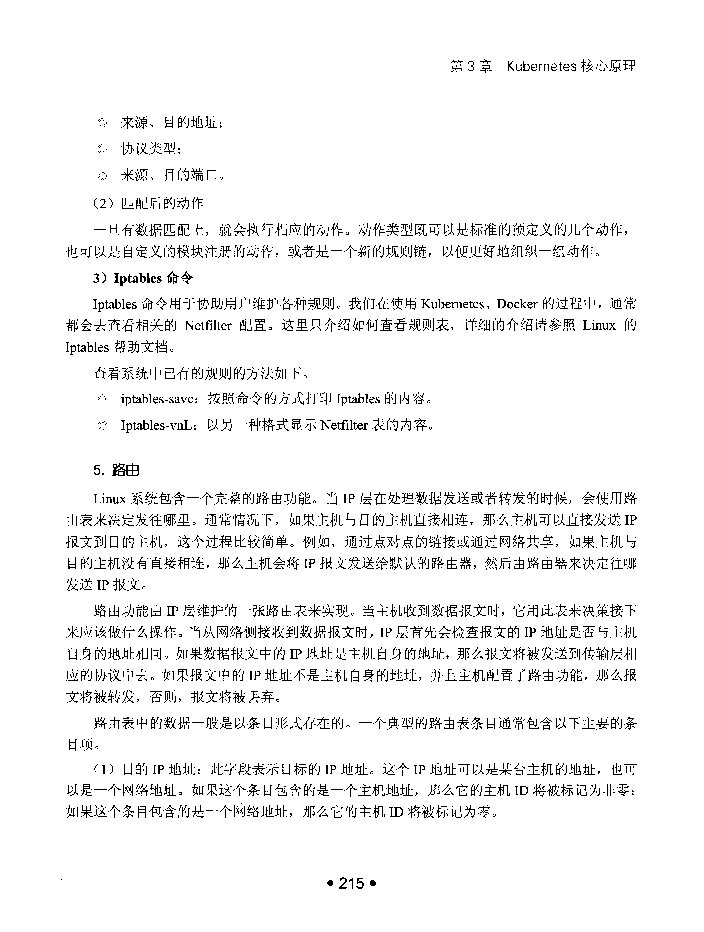 第 3 章 Kubernetes 核心原理
◎ 来源、目的地址；
◎ 协议类型；
◎ 来源、目的端口。
（2）匹配后的动作
一旦有数据匹配上，就会执行相应的动作。动作类型既可以是标准的预定义的几个动作，
也可以是自定义的模块注册的动作，或者是一个新的规则链，以便更好地组织一组动作。
3）Iptables 命令
Iptables 命令用于协助用户维护各种规则。我们在使用 Kubernetes、Docker 的过程中，通常
都会去查看相关的 Netfilter 配置。这里只介绍如何查看规则表，详细的介绍请参照 Linux 的
Iptables 帮助文档。
查看系统中已有的规则的方法如下。
◎ iptables-save：按照命令的方式打印 Iptables 的内容。
◎ Iptables-vnL：以另一种格式显示 Netfilter 表的内容。
5. 路由
Linux 系统包含一个完整的路由功能。当 IP 层在处理数据发送或者转发的时候，会使用路
由表来决定发往哪里。通常情况下，如果主机与目的主机直接相连，那么主机可以直接发送 IP
报文到目的主机，这个过程比较简单。例如，通过点对点的链接或通过网络共享，如果主机与
目的主机没有直接相连，那么主机会将 IP 报文发送给默认的路由器，然后由路由器来决定往哪
发送 IP 报文。
路由功能由 IP 层维护的一张路由表来实现。当主机收到数据报文时，它用此表来决策接下
来应该做什么操作。当从网络侧接收到数据报文时，IP 层首先会检查报文的 IP 地址是否与主机
自身的地址相同。如果数据报文中的 IP 地址是主机自身的地址，那么报文将被发送到传输层相
应的协议中去。如果报文中的 IP 地址不是主机自身的地址，并且主机配置了路由功能，那么报
文将被转发，否则，报文将被丢弃。
路由表中的数据一般是以条目形式存在的。一个典型的路由表条目通常包含以下主要的条
目项。
（1）目的 IP 地址：此字段表示目标的 IP 地址。这个 IP 地址可以是某台主机的地址，也可
以是一个网络地址。如果这个条目包含的是一个主机地址，那么它的主机 ID 将被标记为非零；
如果这个条目包含的是一个网络地址，那么它的主机 ID 将被标记为零。
• 215 •